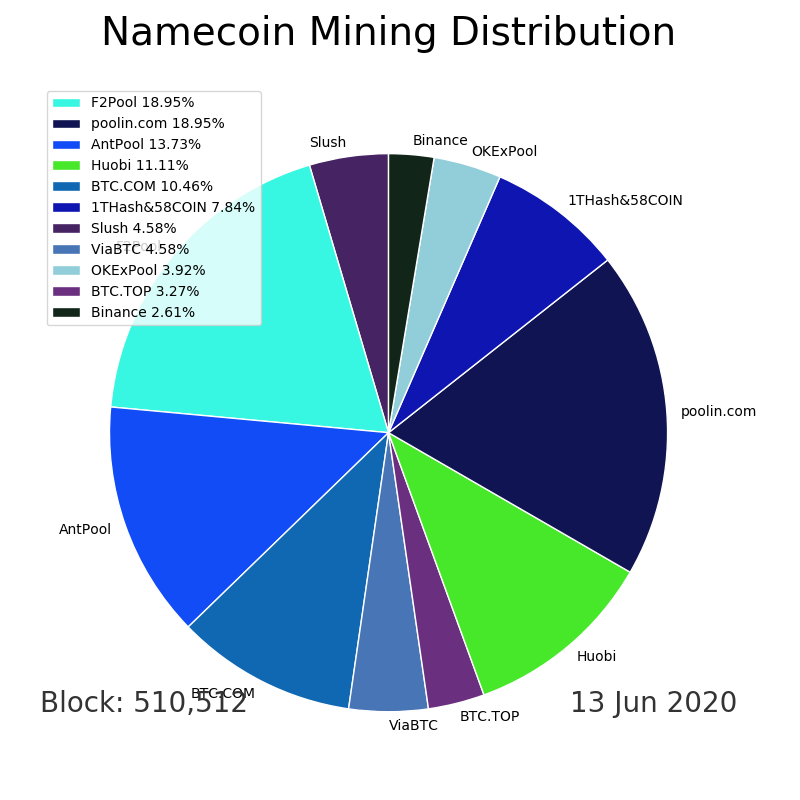 Namecoin Mining Distribution
F2Pool 18.95%
poolin.com 18.95%
AntPool 13.73%
Huobi 11.11%
BTC.COM 10.46%
1THash&58COIN 7.84%
Slush 4.58%
ViaBTC 4.58%
OKExPool 3.92%
BTC.TOP 3.27%
Binance 2.61%
Slush
Binance
OKExPool
1THash&58COIN
F2Pool
poolin.com
AntPool
Huobi
BTC.COM
BTC.TOP
ViaBTC
Block: 510,512
13 Jun 2020